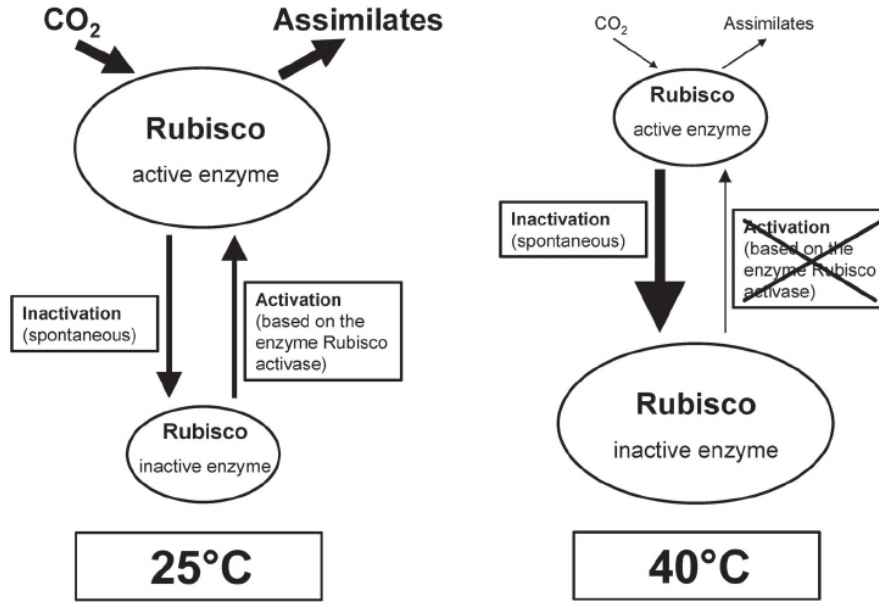 CO₂
Assimilates
Rubisco
active enzyme
Inactivation
(spontaneous)
Activation
(based on the
enzyme Rubisco
activase)
Rubisco
inactive enzyme
25°C
CO₂
Assimilates
Rubisco
active enzyme
Inactivation
(spontaneous)
Activation
(based on the
enzyme Rubisco
activase)
Rubisco
inactive enzyme
40°C